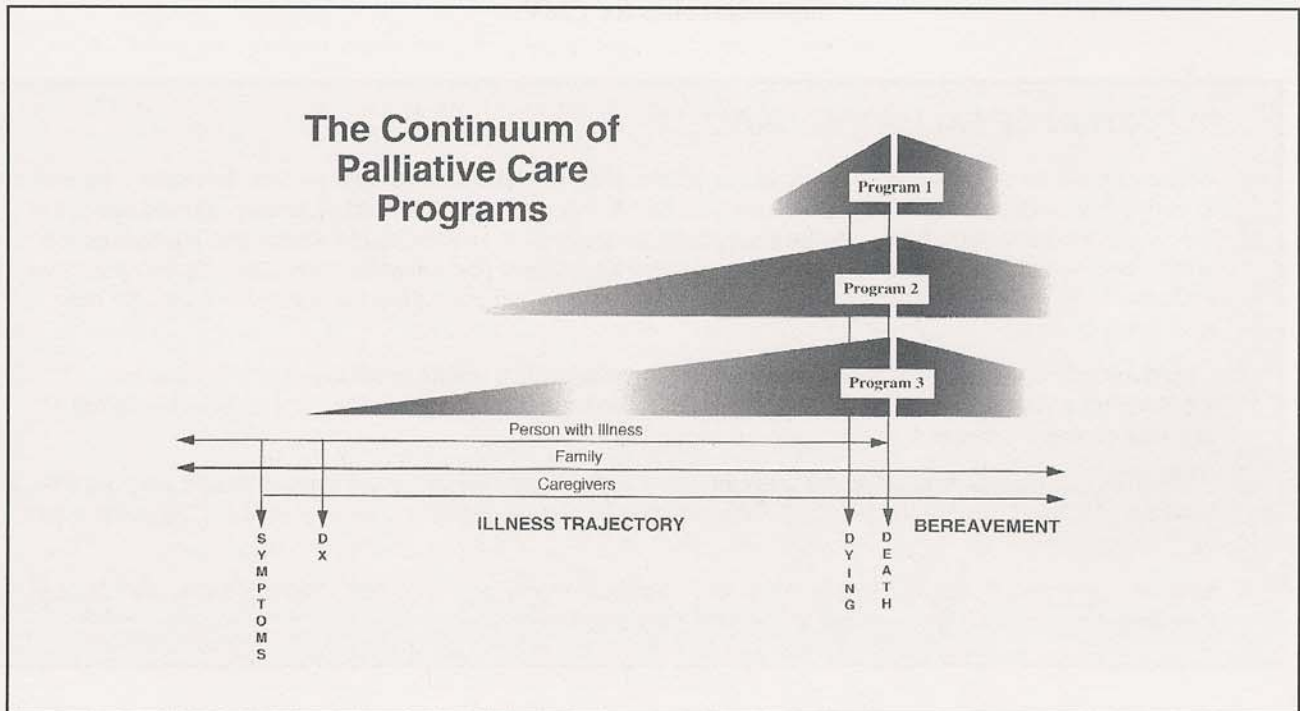 The Continuum of
Palliative Care
Programs
Program 1
Program 2
Program 3
Person with Illness
Family
Caregivers
ILLNESS TRAJECTORY
BEREAVEMENT
SYMPTOMS
DX
DYING
DEATH